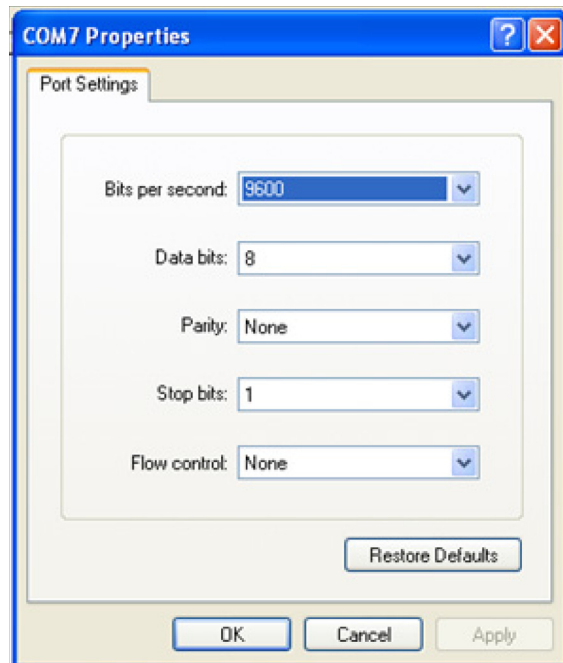 COM7 Properties
Port Settings
Bits per second: 9600
Data bits: 8
Parity: None
Stop bits: 1
Flow control: None
Restore Defaults
OK Cancel Apply